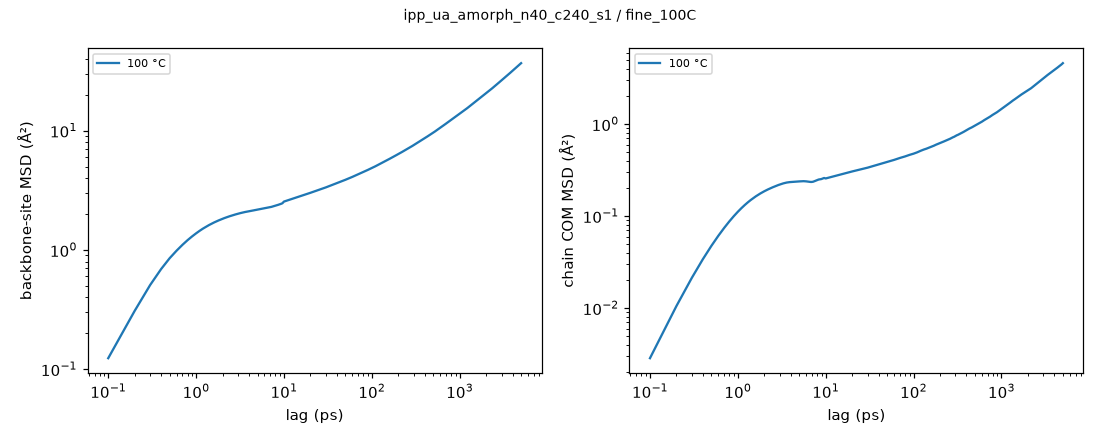 ipp_ua_amorph_n40_c240_s1 / fine_100C
100 °C
backbone-site MSD (Å²)
10¹
10⁰
10⁻¹
10⁻¹ 10⁰ 10¹ 10² 10³
lag (ps)
100 °C
chain COM MSD (Å²)
10⁰
10⁻¹
10⁻²
10⁻¹ 10⁰ 10¹ 10² 10³
lag (ps)